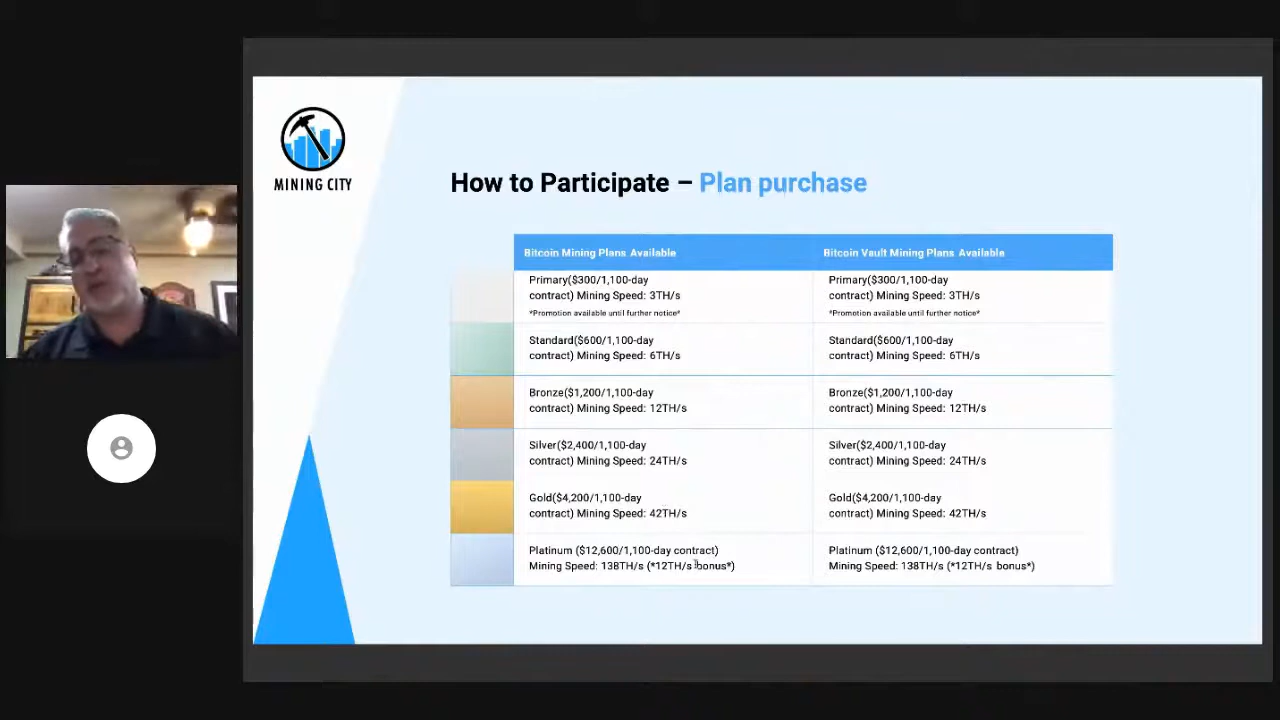 MINING CITY
How to Participate – Plan purchase
Bitcoin Mining Plans Available
Bitcoin Vault Mining Plans Available
Primary($300/1,100-day
contract) Mining Speed: 3TH/s
*Promotion available until further notice*
Primary($300/1,100-day
contract) Mining Speed: 3TH/s
*Promotion available until further notice*
Standard($600/1,100-day
contract) Mining Speed: 6TH/s
Standard($600/1,100-day
contract) Mining Speed: 6TH/s
Bronze($1,200/1,100-day
contract) Mining Speed: 12TH/s
Bronze($1,200/1,100-day
contract) Mining Speed: 12TH/s
Silver($2,400/1,100-day
contract) Mining Speed: 24TH/s
Silver($2,400/1,100-day
contract) Mining Speed: 24TH/s
Gold($4,200/1,100-day
contract) Mining Speed: 42TH/s
Gold($4,200/1,100-day
contract) Mining Speed: 42TH/s
Platinum ($12,600/1,100-day contract)
Mining Speed: 138TH/s (*12TH/s bonus*)
Platinum ($12,600/1,100-day contract)
Mining Speed: 138TH/s (*12TH/s bonus*)